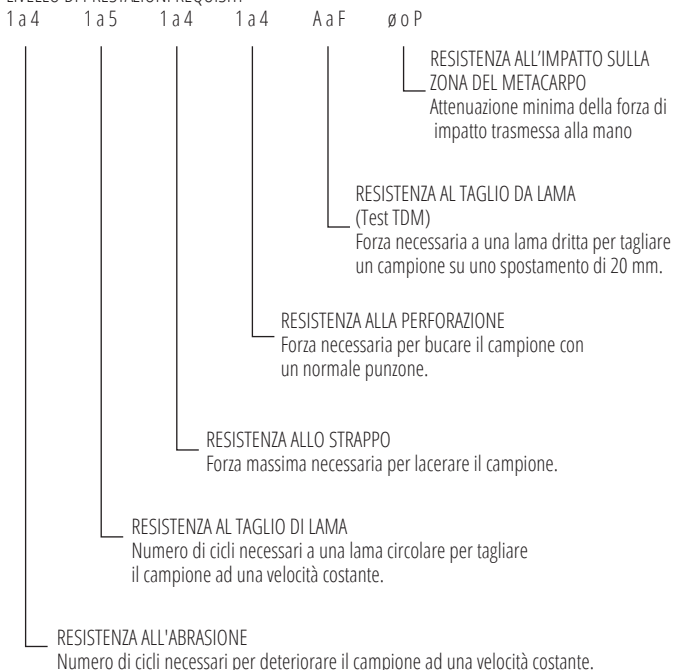 1 a 4 1 a 5 1 a 4 1 a 4 A a F ø o P
RESISTENZA ALL’IMPATTO SULLA
ZONA DEL METACARPO
Attenuazione minima della forza di
impatto trasmessa alla mano
RESISTENZA AL TAGLIO DA LAMA
(Test TDM)
Forza necessaria a una lama dritta per tagliare
un campione su uno spostamento di 20 mm.
RESISTENZA ALLA PERFORAZIONE
Forza necessaria per bucare il campione con
un normale punzone.
RESISTENZA ALLO STRAPPO
Forza massima necessaria per lacerare il campione.
RESISTENZA AL TAGLIO DI LAMA
Numero di cicli necessari a una lama circolare per tagliare
il campione ad una velocità costante.
RESISTENZA ALL'ABRASIONE
Numero di cicli necessari per deteriorare il campione ad una velocità costante.